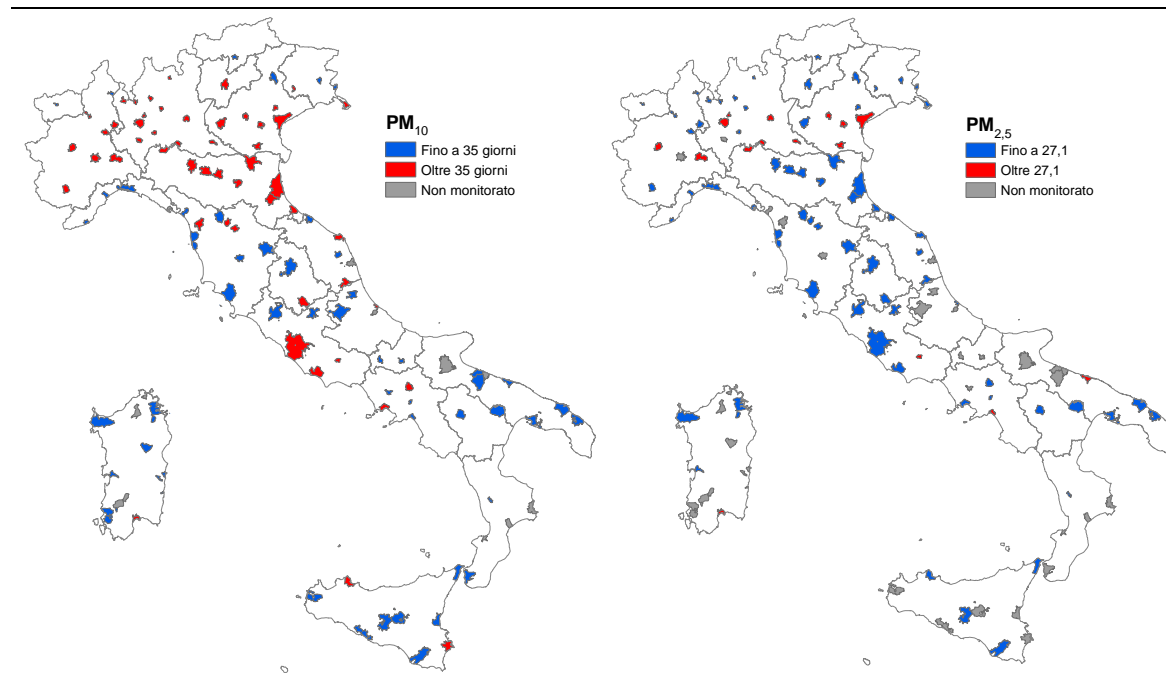 PM10
Fino a 35 giorni
Oltre 35 giorni
Non monitorato
PM2,5
Fino a 27,1
Oltre 27,1
Non monitorato